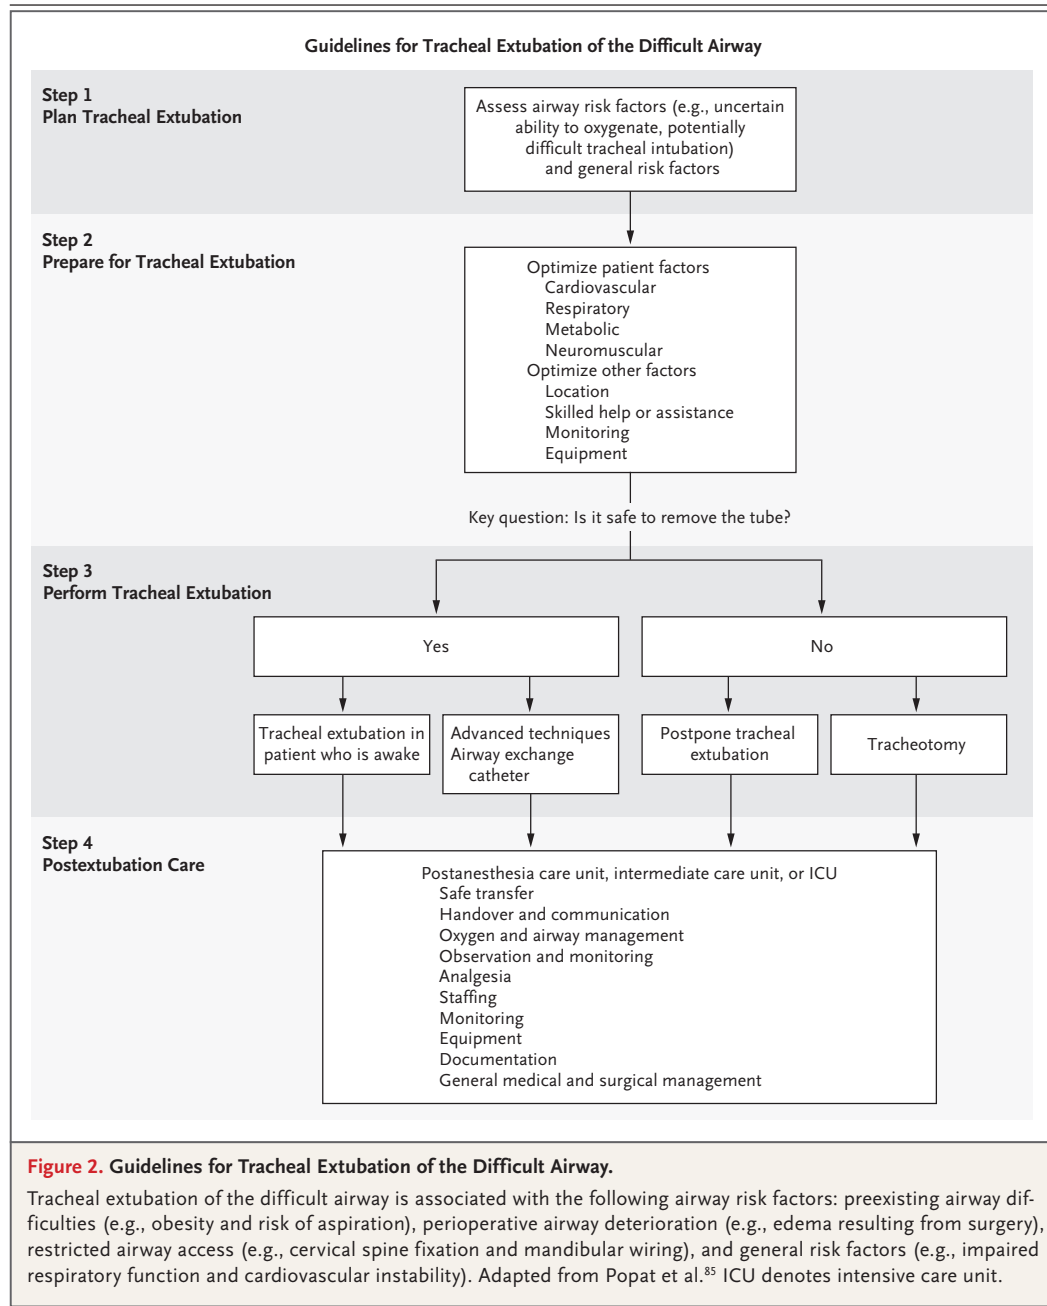 Guidelines for Tracheal Extubation of the Difficult Airway
Step 1
Plan Tracheal Extubation
Assess airway risk factors (e.g., uncertain
ability to oxygenate, potentially
difficult tracheal intubation)
and general risk factors
Step 2
Prepare for Tracheal Extubation
Optimize patient factors
Cardiovascular
Respiratory
Metabolic
Neuromuscular
Optimize other factors
Location
Skilled help or assistance
Monitoring
Equipment
Key question: Is it safe to remove the tube?
Step 3
Perform Tracheal Extubation
Yes
No
Tracheal extubation in
patient who is awake
Advanced techniques
Airway exchange
catheter
Postpone tracheal
extubation
Tracheotomy
Step 4
Postextubation Care
Postanesthesia care unit, intermediate care unit, or ICU
Safe transfer
Handover and communication
Oxygen and airway management
Observation and monitoring
Analgesia
Staffing
Monitoring
Equipment
Documentation
General medical and surgical management
Figure 2. Guidelines for Tracheal Extubation of the Difficult Airway.
Tracheal extubation of the difficult airway is associated with the following airway risk factors: preexisting airway dif-
ficulties (e.g., obesity and risk of aspiration), perioperative airway deterioration (e.g., edema resulting from surgery),
restricted airway access (e.g., cervical spine fixation and mandibular wiring), and general risk factors (e.g., impaired
respiratory function and cardiovascular instability). Adapted from Popat et al.⁸⁵ ICU denotes intensive care unit.